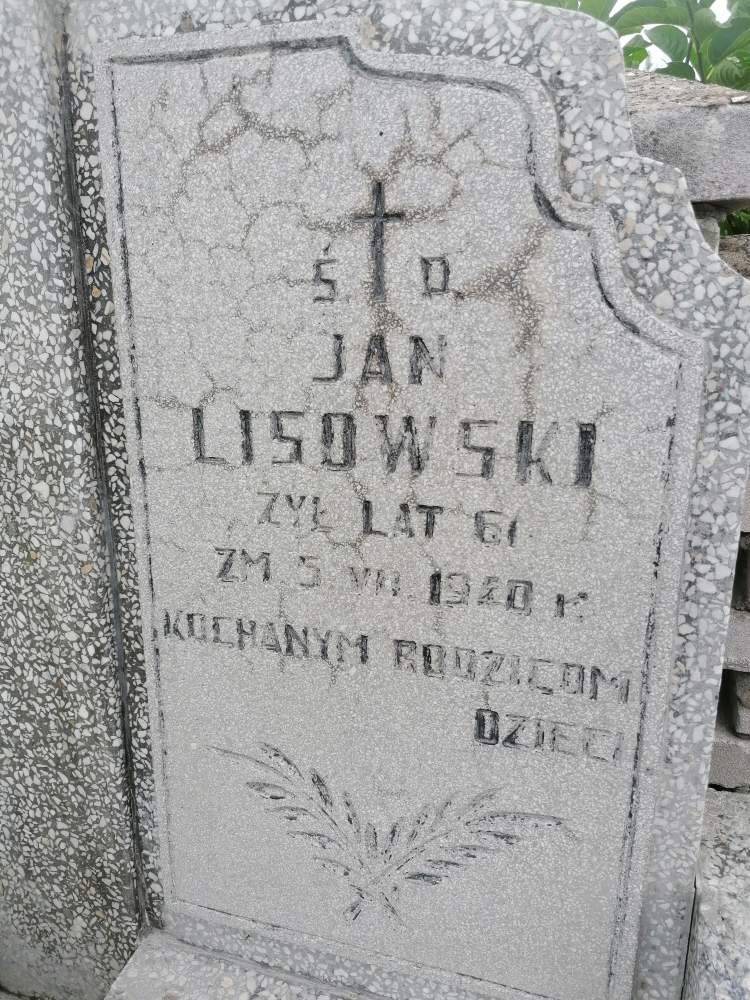 Ś. P.
JAN
LISOWSKI
ŻYŁ LAT 61
ZM. 5. VII. 1940 R
KOCHANYM RODZICOM
DZIECI